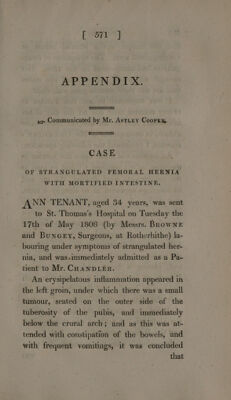 [ 571 ]
APPENDIX.
Communicated by Mr. ASTLEY COOPER.
CASE
OF STRANGULATED FEMORAL HERNIA
WITH MORTIFIED INTESTINE.
ANN TENANT, aged 34 years, was sent
to St. Thomas's Hospital on Tuesday the
17th of May 1808 (by Messrs. BROWNE
and BUNGEY, Surgeons, at Rotherhithe) la-
bouring under symptoms of strangulated her-
nia, and was immediately admitted as a Pa-
tient to Mr. CHANDLER.
An erysipelatous inflammation appeared in
the left groin, under which there was a small
tumour, seated on the outer side of the
tuberosity of the pubis, and immediately
below the crural arch; and as this was at-
tended with constipation of the bowels, and
with frequent vomitings, it was concluded
that